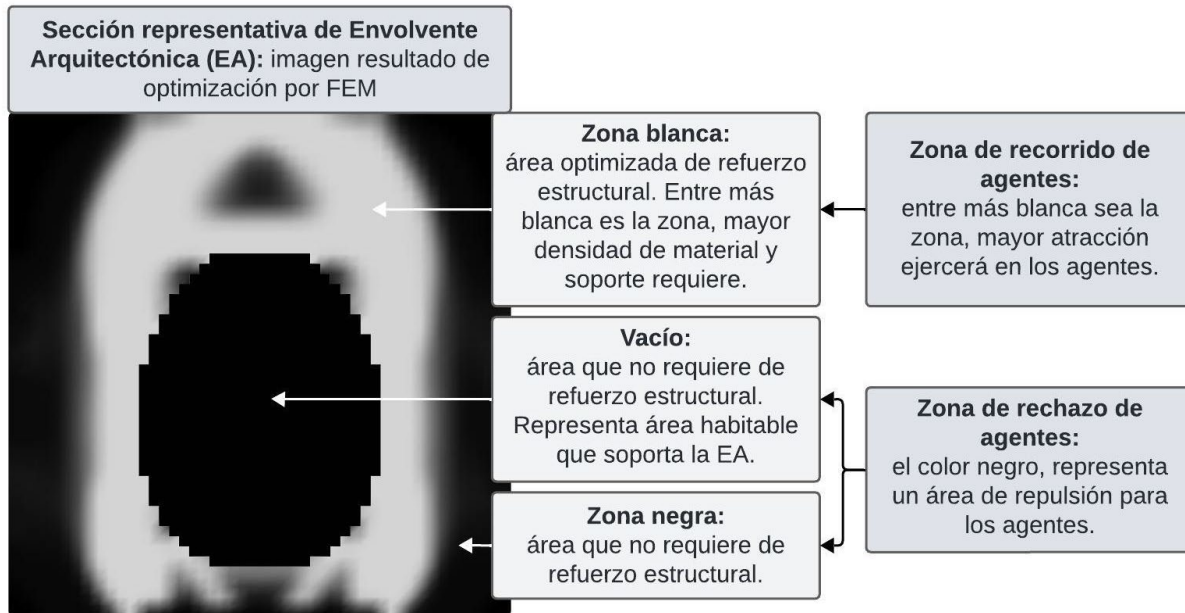 Sección representativa de Envolvente
Arquitectónica (EA): imagen resultado de
optimización por FEM
Zona blanca:
área optimizada de refuerzo
estructural. Entre más
blanca es la zona, mayor
densidad de material y
soporte requiere.
Zona de recorrido de
agentes:
entre más blanca sea la
zona, mayor atracción
ejercerá en los agentes.
Vacío:
área que no requiere de
refuerzo estructural.
Representa área habitable
que soporta la EA.
Zona de rechazo de
agentes:
el color negro, representa
un área de repulsión para
los agentes.
Zona negra:
área que no requiere de
refuerzo estructural.